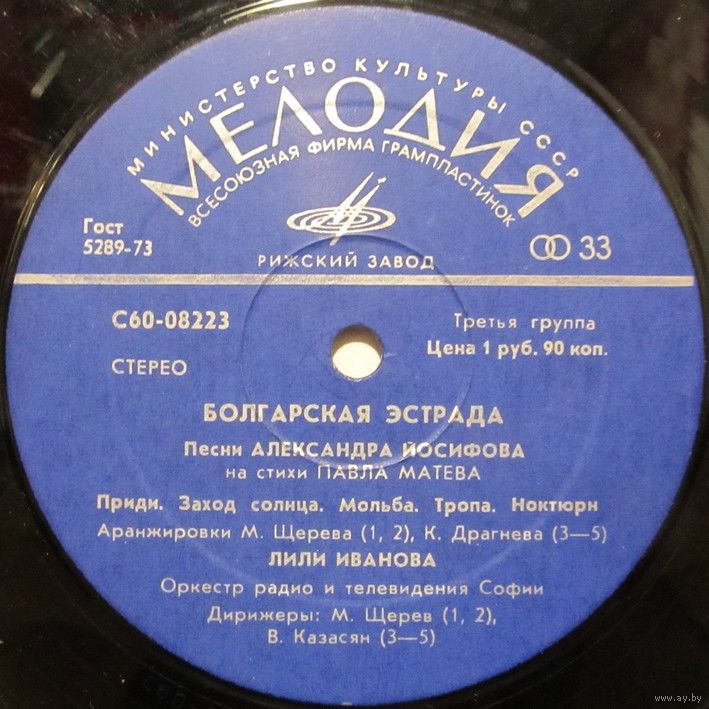 МИНИСТЕРСТВО КУЛЬТУРЫ СССР
МЕЛОДИЯ
ВСЕСОЮЗНАЯ ФИРМА ГРАМПЛАСТИНОК
Гост
5289-73
РИЖСКИЙ ЗАВОД
33
С60-08223
Третья группа
Цена 1 руб. 90 коп.
СТЕРЕО
БОЛГАРСКАЯ ЭСТРАДА
Песни АЛЕКСАНДРА ЙОСИФОВА
на стихи ПАВЛА МАТЕВА
Приди. Заход солнца. Мольба. Тропа. Ноктюрн
Аранжировки М. Щерева (1, 2), К. Драгнева (3—5)
ЛИЛИ ИВАНОВА
Оркестр радио и телевидения Софии
Дирижеры: М. Щерев (1, 2),
В. Казасян (3—5)
www.ay.by